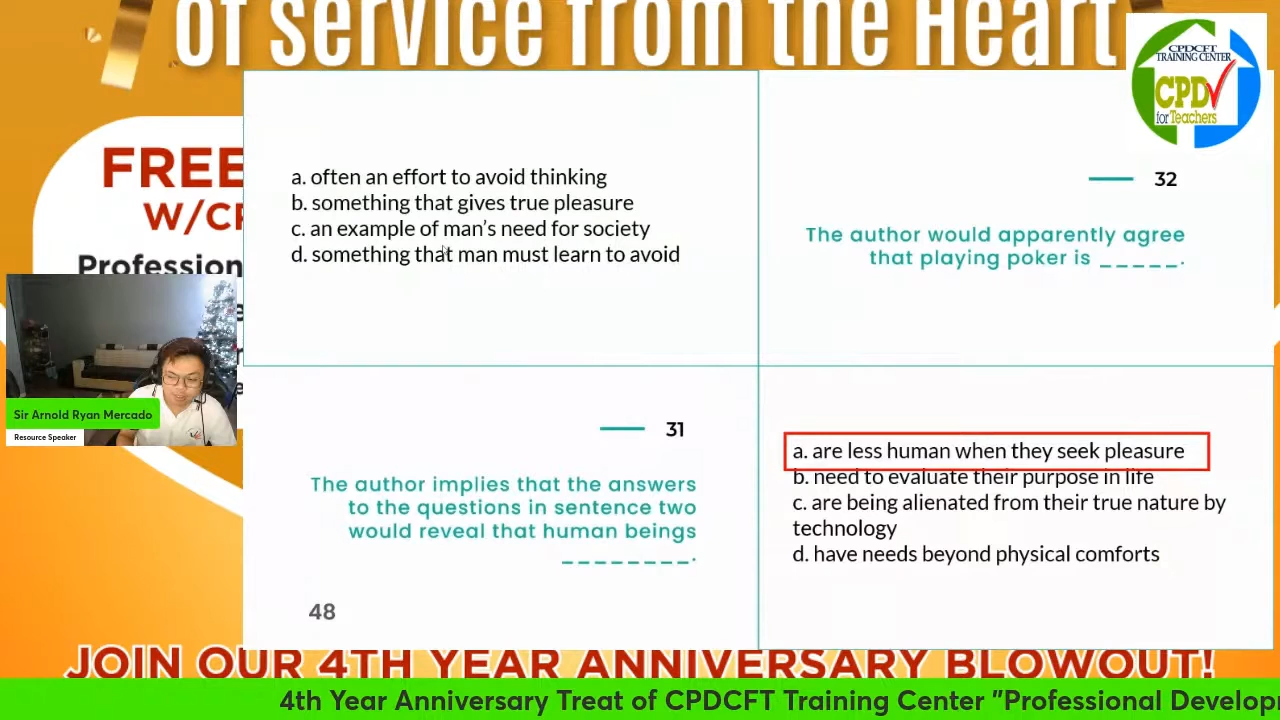 of service from the Heart
CPDCFT
TRAINING CENTER
CPD
for Teachers
FREE
W/CP
Profession
a. often an effort to avoid thinking
b. something that gives true pleasure
c. an example of man's need for society
d. something that man must learn to avoid
32
The author would apparently agree
that playing poker is _____.
Sir Arnold Ryan Mercado
Resource Speaker
31
The author implies that the answers
to the questions in sentence two
would reveal that human beings
________.
48
a. are less human when they seek pleasure
b. need to evaluate their purpose in life
c. are being alienated from their true nature by
technology
d. have needs beyond physical comforts
JOIN OUR 4TH YEAR ANNIVERSARY BLOWOUT!
4th Year Anniversary Treat of CPDCFT Training Center "Professional Develop